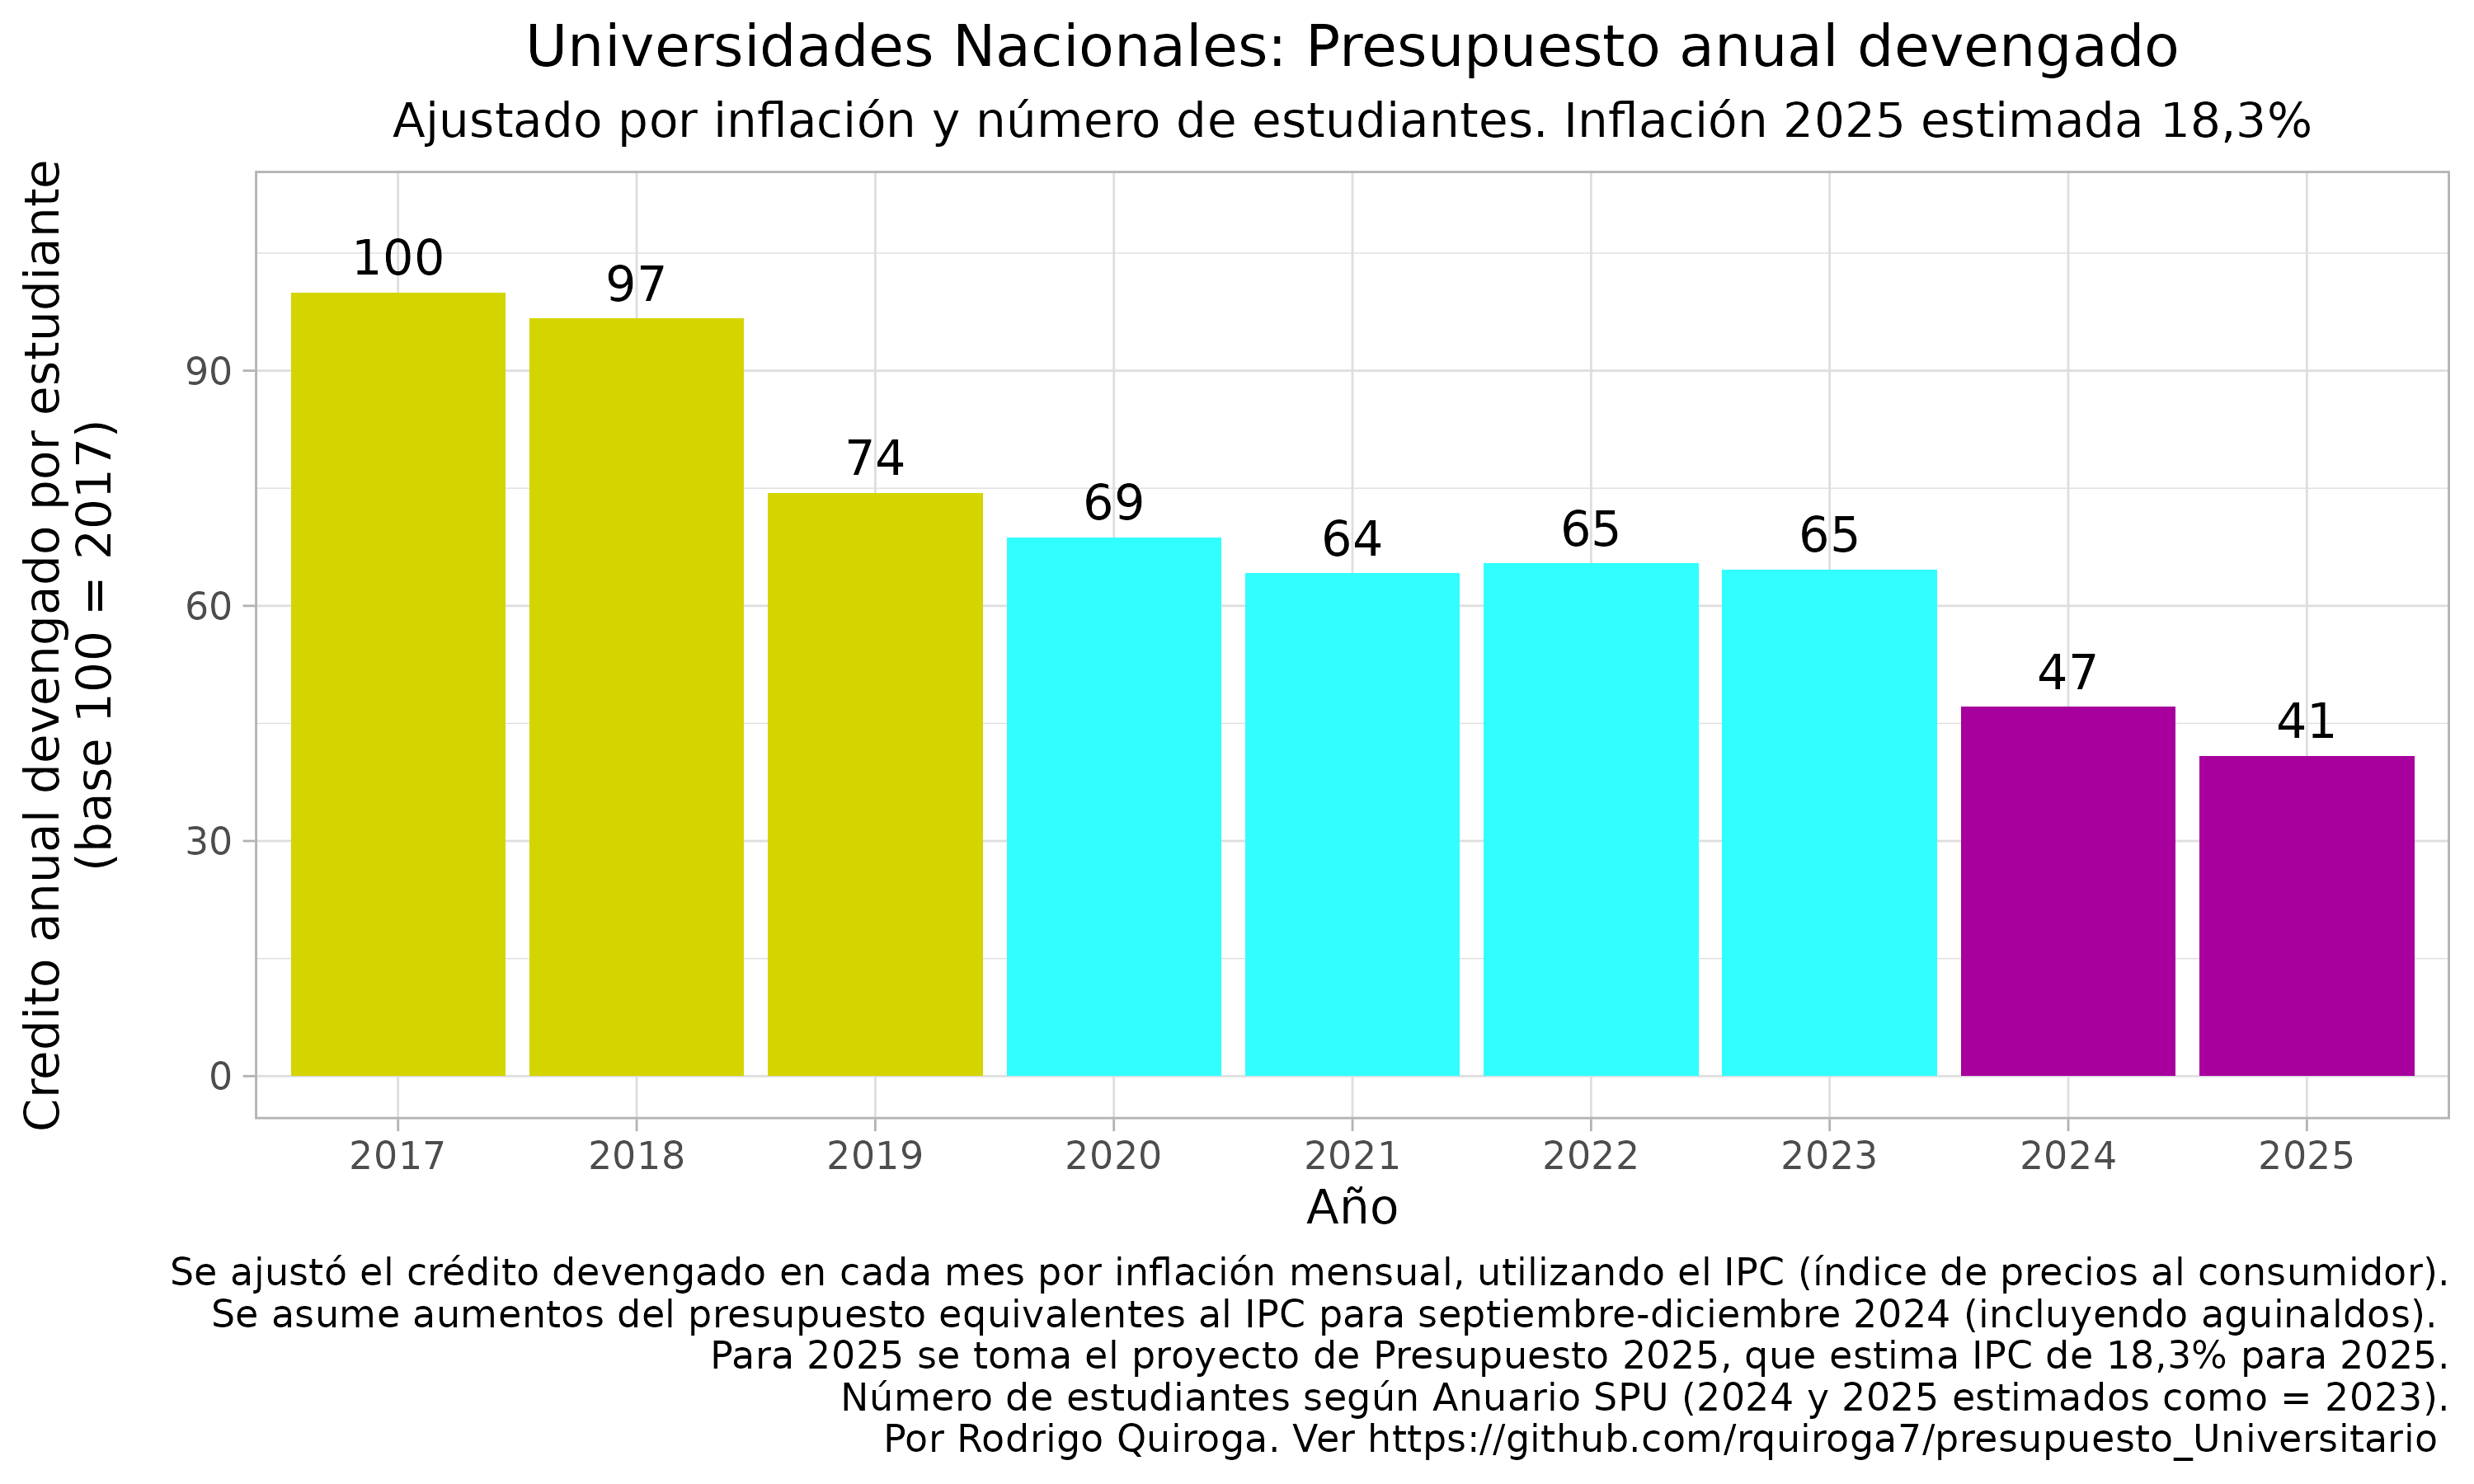 Universidades Nacionales: Presupuesto anual devengado
Ajustado por inflación y número de estudiantes. Inflación 2025 estimada 18,3%
Credito anual devengado por estudiante
(base 100 = 2017)
90
60
30
0
100
97
74
69
64
65
65
47
41
2017
2018
2019
2020
2021
2022
2023
2024
2025
Año
Se ajustó el crédito devengado en cada mes por inflación mensual, utilizando el IPC (índice de precios al consumidor).
Se asume aumentos del presupuesto equivalentes al IPC para septiembre-diciembre 2024 (incluyendo aguinaldos).
Para 2025 se toma el proyecto de Presupuesto 2025, que estima IPC de 18,3% para 2025.
Número de estudiantes según Anuario SPU (2024 y 2025 estimados como = 2023).
Por Rodrigo Quiroga. Ver https://github.com/rquiroga7/presupuesto_Universitario